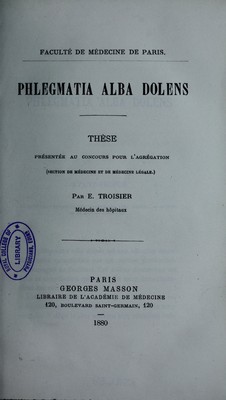 FACULTÉ DE MÉDECINE DE PARIS.
PHLEGMATIA ALBA DOLENS
THÈSE
PRÉSENTÉE AU CONCOURS POUR L'AGRÉGATION
(SECTION DE MÉDECINE ET DE MÉDECINE LÉGALE.)
PAR E. TROISIER
Médecin des hôpitaux
LIBRARY
PARIS
GEORGES MASSON
LIBRAIRE DE L'ACADÉMIE DE MÉDECINE
120, BOULEVARD SAINT-GERMAIN, 120
1880